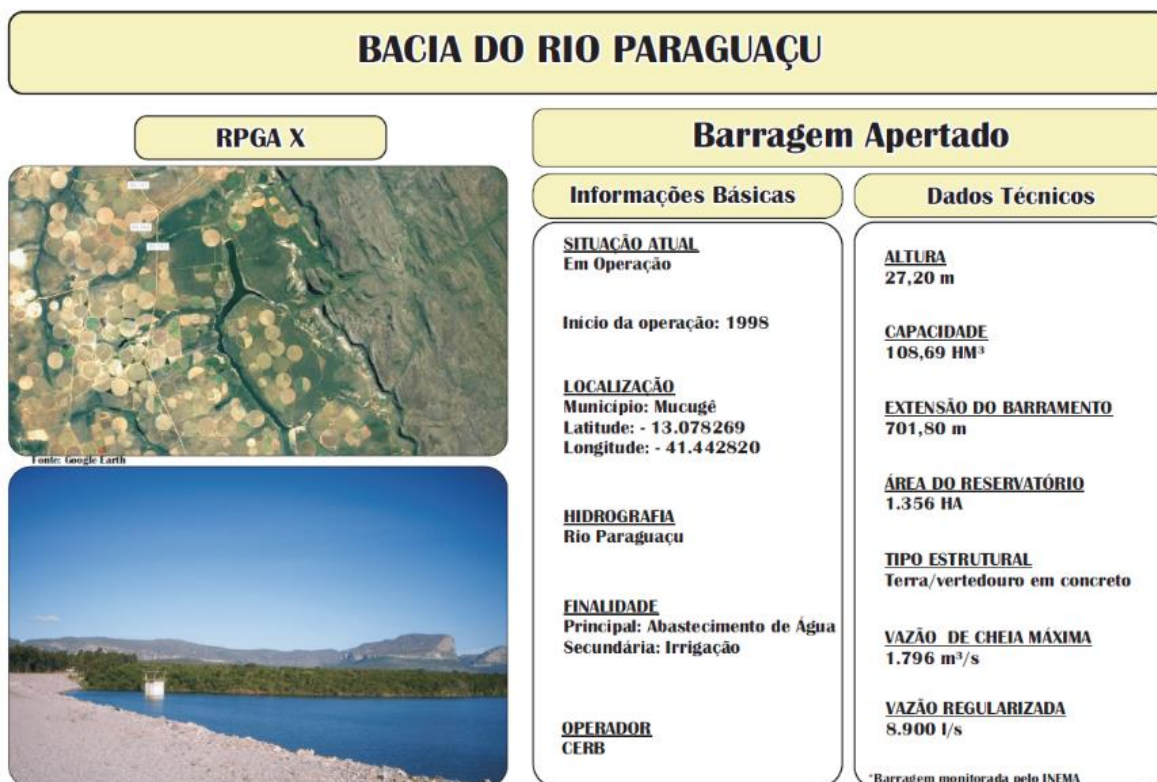 BACIA DO RIO PARAGUAÇU
RPGA X
Fonte: Google Earth
Barragem Apertado
Informações Básicas
SITUAÇÃO ATUAL
Em Operação
Início da operação: 1998
LOCALIZAÇÃO
Município: Mucugê
Latitude: - 13.078269
Longitude: - 41.442820
HIDROGRAFIA
Rio Paraguaçu
FINALIDADE
Principal: Abastecimento de Água
Secundária: Irrigação
OPERADOR
CERB
Dados Técnicos
ALTURA
27,20 m
CAPACIDADE
108,69 HM³
EXTENSÃO DO BARRAMENTO
701,80 m
ÁREA DO RESERVATÓRIO
1.356 HA
TIPO ESTRUTURAL
Terra/vertedouro em concreto
VAZÃO DE CHEIA MÁXIMA
1.796 m³/s
VAZÃO REGULARIZADA
8.900 l/s
*Barragem monitorada pelo INEMA